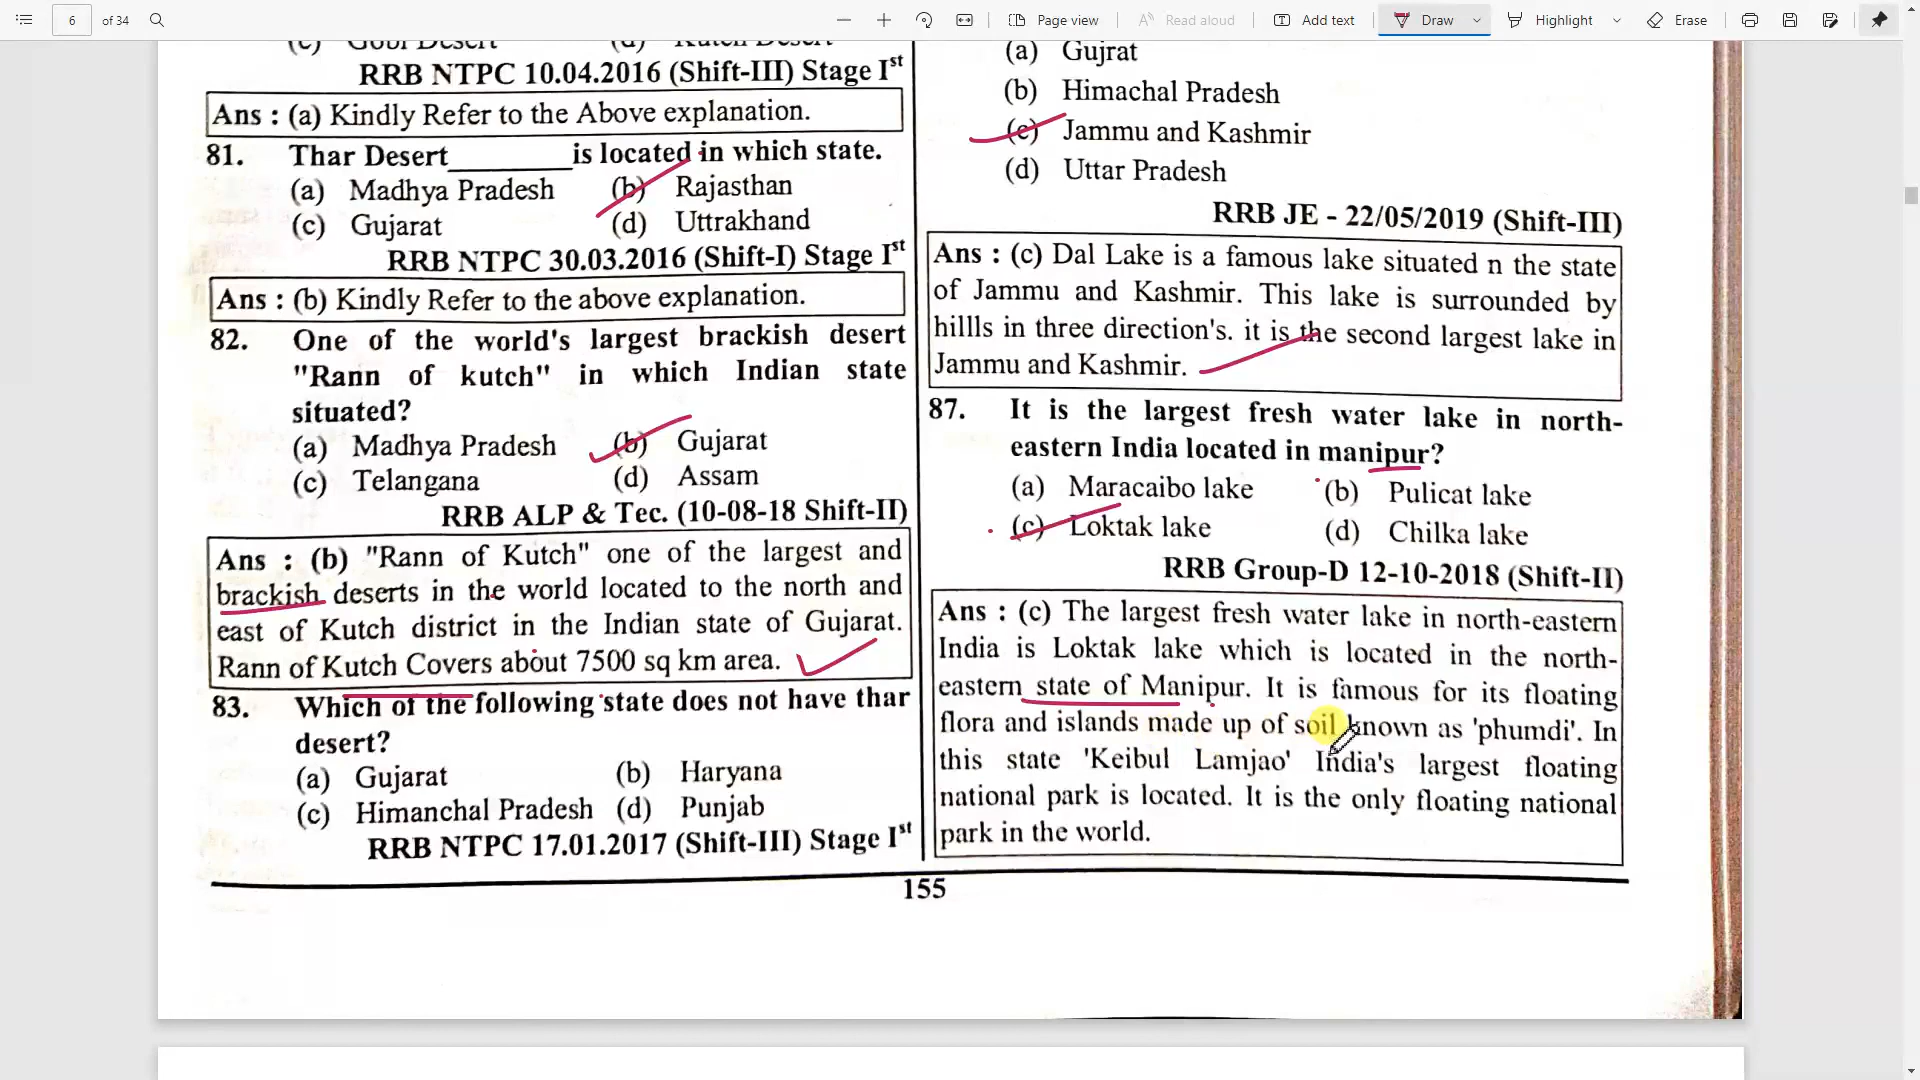 6 of 34
Page view
Read aloud
Add text
Draw
Highlight
Erase
(c) Gobi Desert (d) Kutch Desert
RRB NTPC 10.04.2016 (Shift-III) Stage Ist
Ans : (a) Kindly Refer to the Above explanation.
81. Thar Desert________is located in which state.
(a) Madhya Pradesh (b) Rajasthan
(c) Gujarat (d) Uttrakhand
RRB NTPC 30.03.2016 (Shift-I) Stage Ist
Ans : (b) Kindly Refer to the above explanation.
82. One of the world's largest brackish desert
"Rann of kutch" in which Indian state
situated?
(a) Madhya Pradesh (b) Gujarat
(c) Telangana (d) Assam
RRB ALP & Tec. (10-08-18 Shift-II)
Ans : (b) "Rann of Kutch" one of the largest and
brackish deserts in the world located to the north and
east of Kutch district in the Indian state of Gujarat.
Rann of Kutch Covers about 7500 sq km area.
83. Which of the following state does not have thar
desert?
(a) Gujarat (b) Haryana
(c) Himanchal Pradesh (d) Punjab
RRB NTPC 17.01.2017 (Shift-III) Stage Ist
(a) Gujrat
(b) Himachal Pradesh
(c) Jammu and Kashmir
(d) Uttar Pradesh
RRB JE - 22/05/2019 (Shift-III)
Ans : (c) Dal Lake is a famous lake situated n the state
of Jammu and Kashmir. This lake is surrounded by
hillls in three direction's. it is the second largest lake in
Jammu and Kashmir.
87. It is the largest fresh water lake in north-
eastern India located in manipur?
(a) Maracaibo lake (b) Pulicat lake
(c) Loktak lake (d) Chilka lake
RRB Group-D 12-10-2018 (Shift-II)
Ans : (c) The largest fresh water lake in north-eastern
India is Loktak lake which is located in the north-
eastern state of Manipur. It is famous for its floating
flora and islands made up of soil known as 'phumdi'. In
this state 'Keibul Lamjao' India's largest floating
national park is located. It is the only floating national
park in the world.
155